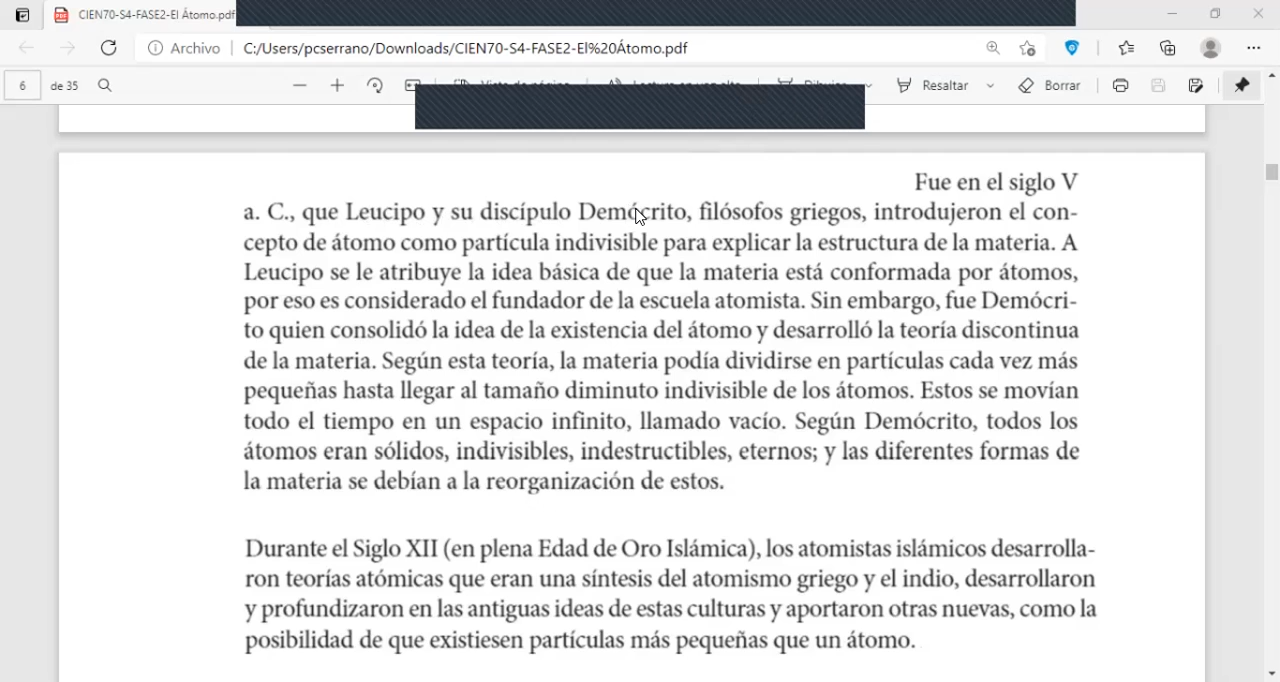 CIEN70-S4-FASE2-El Átomo.pdf
Archivo C:/Users/pcserrano/Downloads/CIEN70-S4-FASE2-El%20Átomo.pdf
6 de 35 Resaltar Borrar
Fue en el siglo V
a. C., que Leucipo y su discípulo Demócrito, filósofos griegos, introdujeron el con-
cepto de átomo como partícula indivisible para explicar la estructura de la materia. A
Leucipo se le atribuye la idea básica de que la materia está conformada por átomos,
por eso es considerado el fundador de la escuela atomista. Sin embargo, fue Demócri-
to quien consolidó la idea de la existencia del átomo y desarrolló la teoría discontinua
de la materia. Según esta teoría, la materia podía dividirse en partículas cada vez más
pequeñas hasta llegar al tamaño diminuto indivisible de los átomos. Estos se movían
todo el tiempo en un espacio infinito, llamado vacío. Según Demócrito, todos los
átomos eran sólidos, indivisibles, indestructibles, eternos; y las diferentes formas de
la materia se debían a la reorganización de estos.
Durante el Siglo XII (en plena Edad de Oro Islámica), los atomistas islámicos desarrolla-
ron teorías atómicas que eran una síntesis del atomismo griego y el indio, desarrollaron
y profundizaron en las antiguas ideas de estas culturas y aportaron otras nuevas, como la
posibilidad de que existiesen partículas más pequeñas que un átomo.